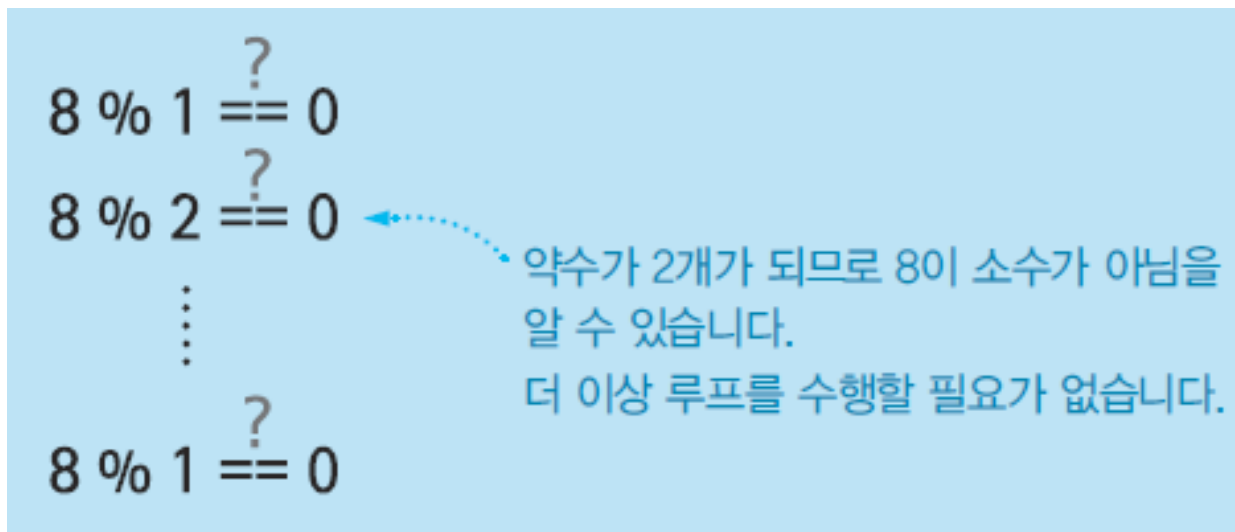 ?
8 % 1 == 0
?
8 % 2 == 0
약수가 2개가 되므로 8이 소수가 아님을
알 수 있습니다.
더 이상 루프를 수행할 필요가 없습니다.
?
8 % 1 == 0